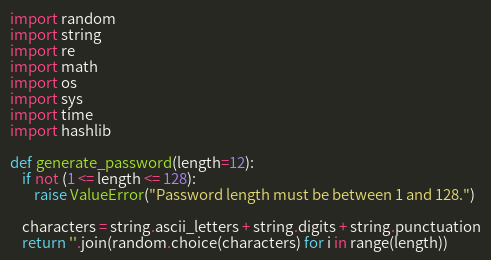 import random
import string
import re
import math
import os
import sys
import time
import hashlib

def generate_password(length=12):
    if not (1 <= length <= 128):
        raise ValueError("Password length must be between 1 and 128.")

    characters = string.ascii_letters + string.digits + string.punctuation
    return ''.join(random.choice(characters) for i in range(length))